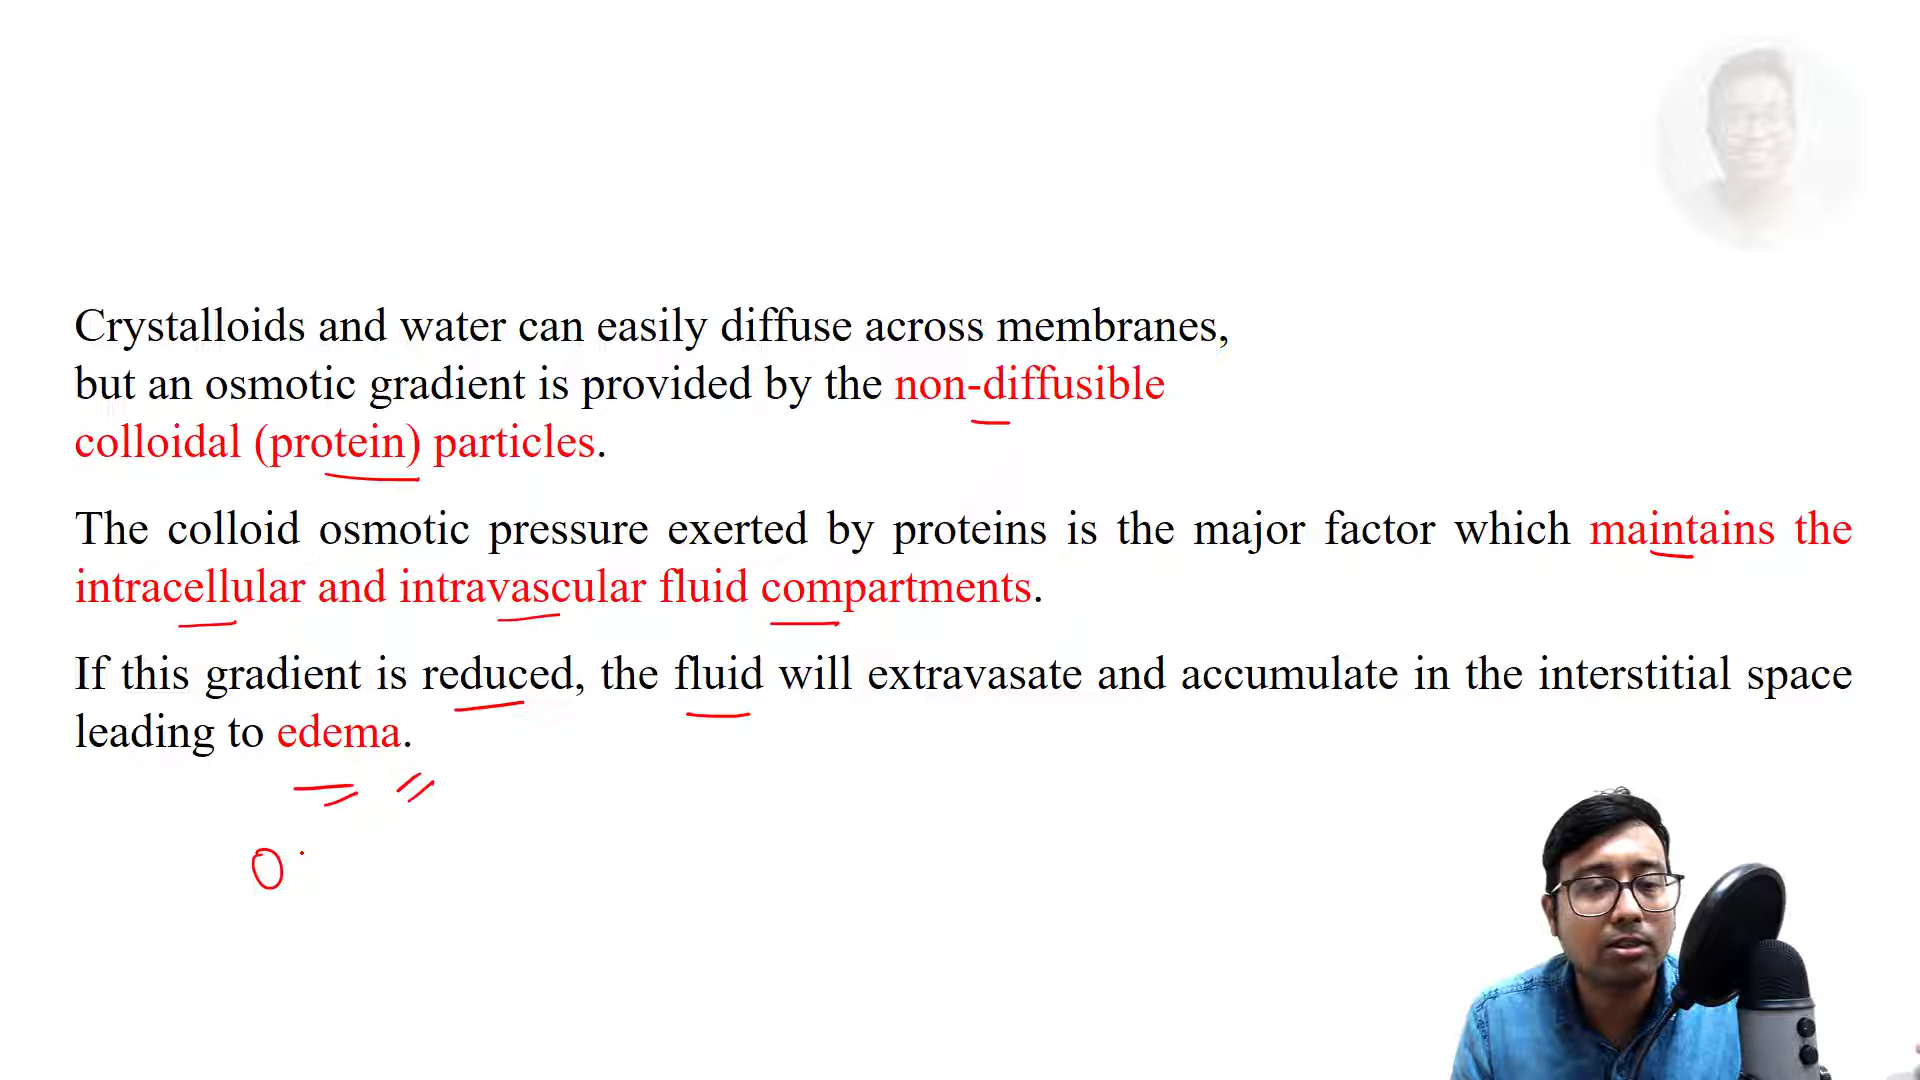 Crystalloids and water can easily diffuse across membranes,
but an osmotic gradient is provided by the non-diffusible
colloidal (protein) particles.
The colloid osmotic pressure exerted by proteins is the major factor which maintains the
intracellular and intravascular fluid compartments.
If this gradient is reduced, the fluid will extravasate and accumulate in the interstitial space
leading to edema.